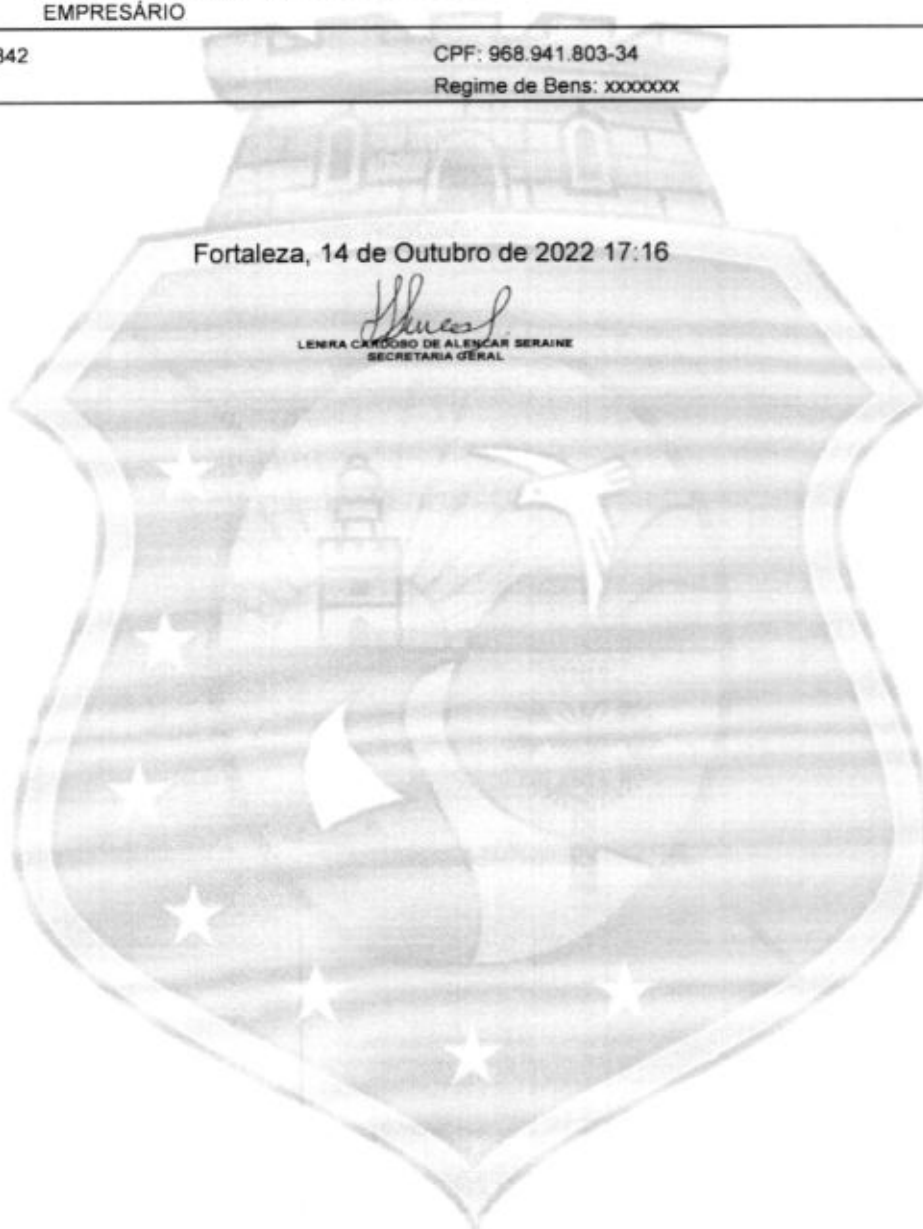 EMPRESÁRIO
342 CPF: 968.941.803-34
Regime de Bens: xxxxxxx
Fortaleza, 14 de Outubro de 2022 17:16
LENIRA CARDOSO DE ALENCAR SERAINE
SECRETARIA GERAL